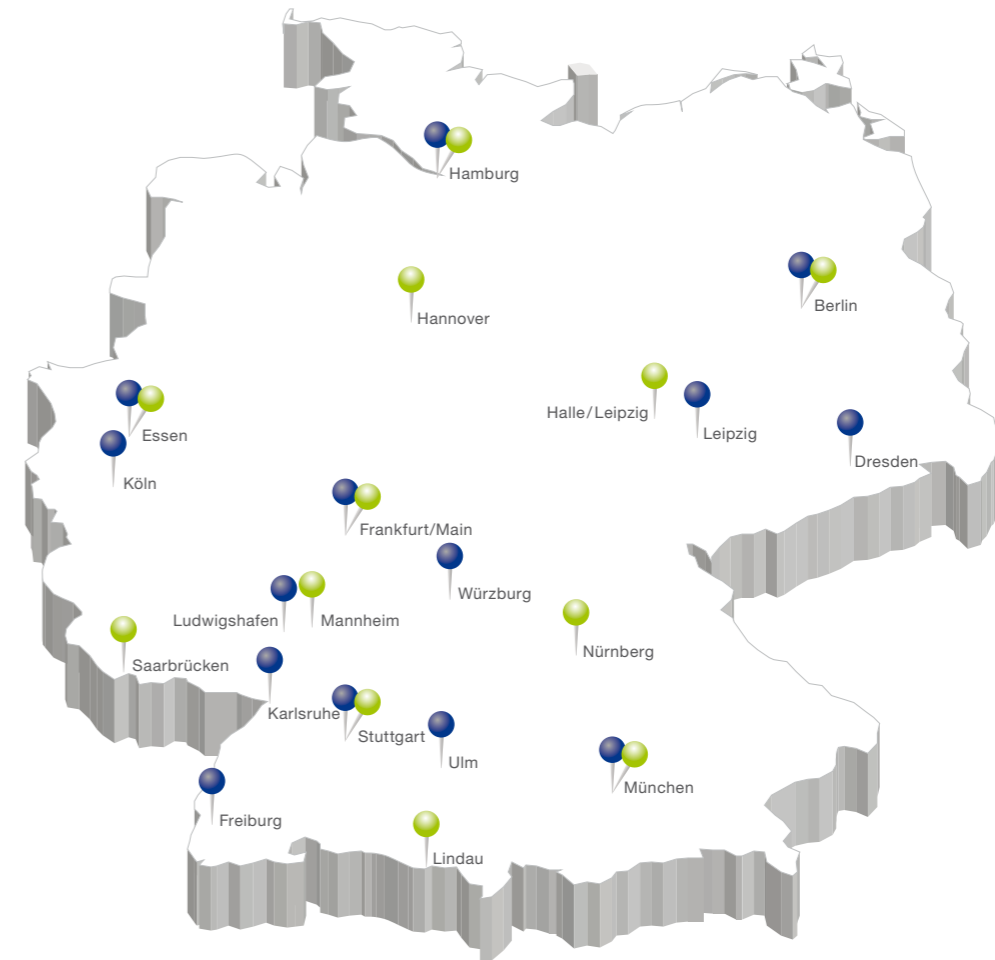 Hamburg
Berlin
Hannover
Halle/Leipzig
Leipzig
Essen
Dresden
Köln
Frankfurt/Main
Würzburg
Ludwigshafen
Mannheim
Nürnberg
Saarbrücken
Karlsruhe
Stuttgart
Ulm
München
Freiburg
Lindau